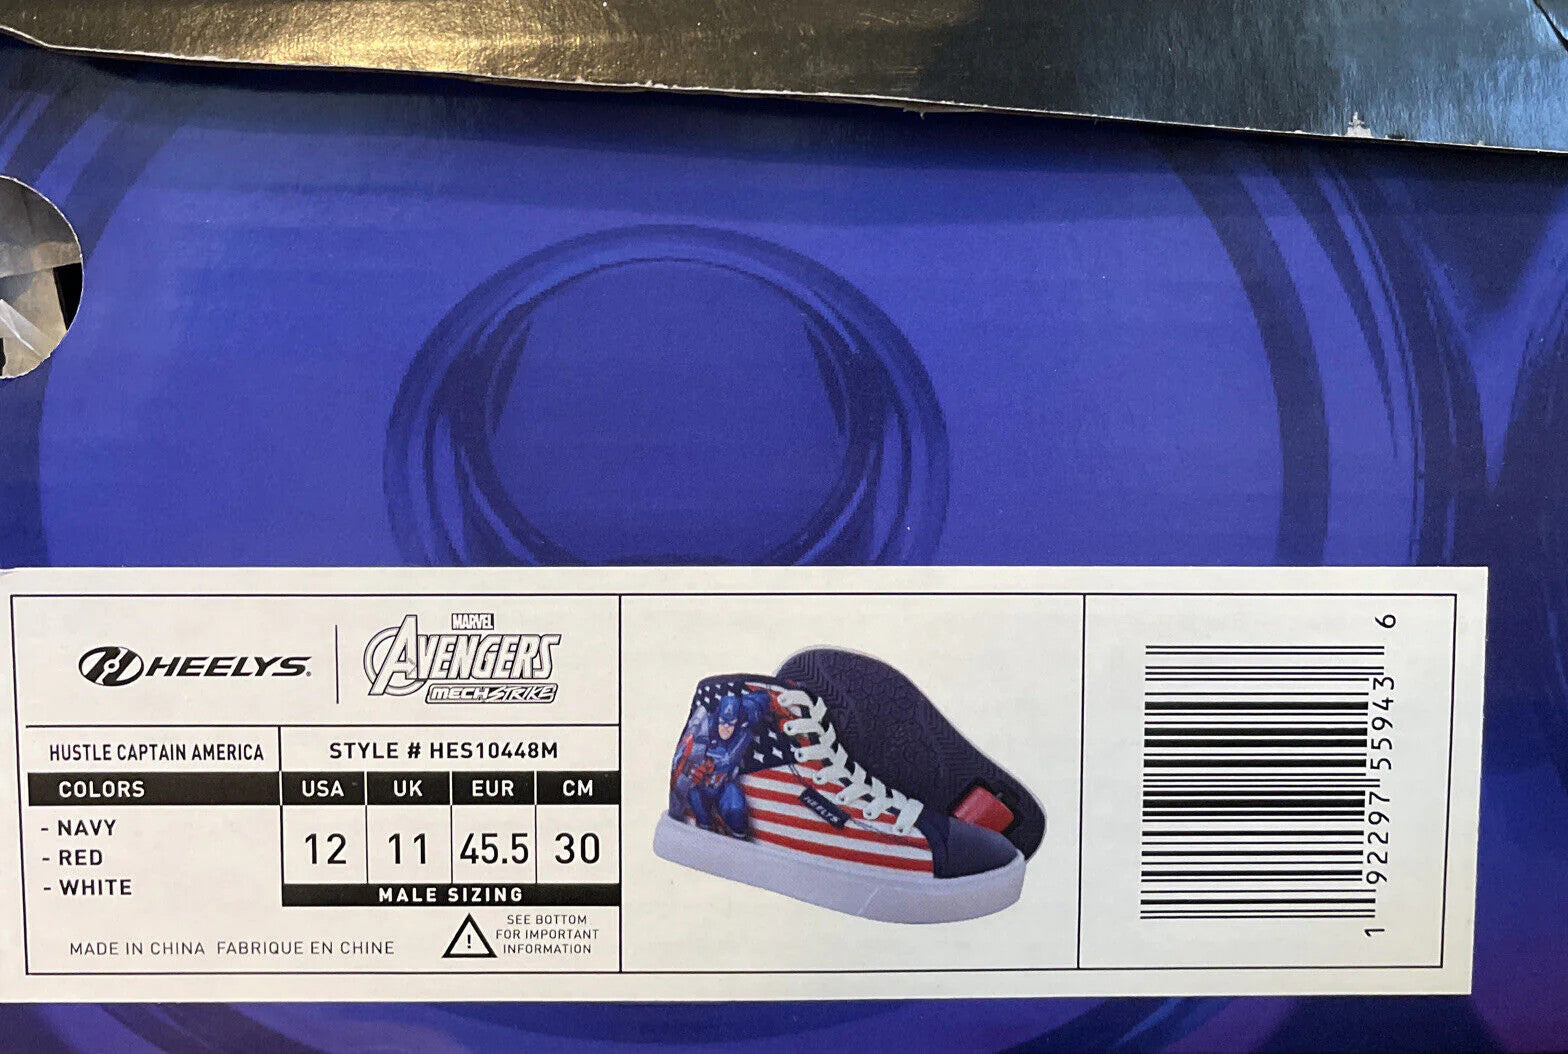 HEELYS.
MARVEL
AVENGERS
MECH STRIKE
HUSTLE CAPTAIN AMERICA
STYLE # HES10448M
COLORS
USA UK EUR CM
- NAVY
- RED
- WHITE
12 11 45.5 30
MALE SIZING
MADE IN CHINA FABRIQUE EN CHINE
!
SEE BOTTOM
FOR IMPORTANT
INFORMATION
HEELYS
1 92297 55943 6